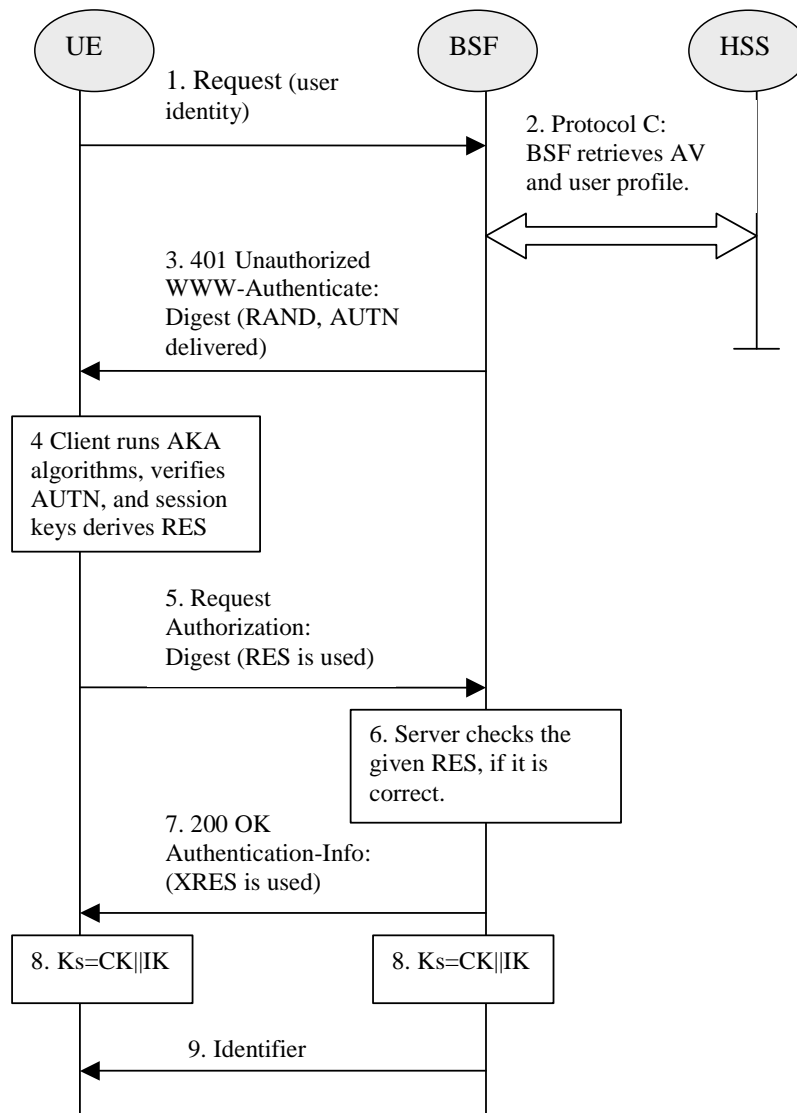 UE
BSF
HSS
1. Request (user
identity)
2. Protocol C:
BSF retrieves AV
and user profile.
3. 401 Unauthorized
WWW-Authenticate:
Digest (RAND, AUTN
delivered)
4 Client runs AKA
algorithms, verifies
AUTN, and session
keys derives RES
5. Request
Authorization:
Digest (RES is used)
6. Server checks the
given RES, if it is
correct.
7. 200 OK
Authentication-Info:
(XRES is used)
8. Ks=CK||IK
8. Ks=CK||IK
9. Identifier